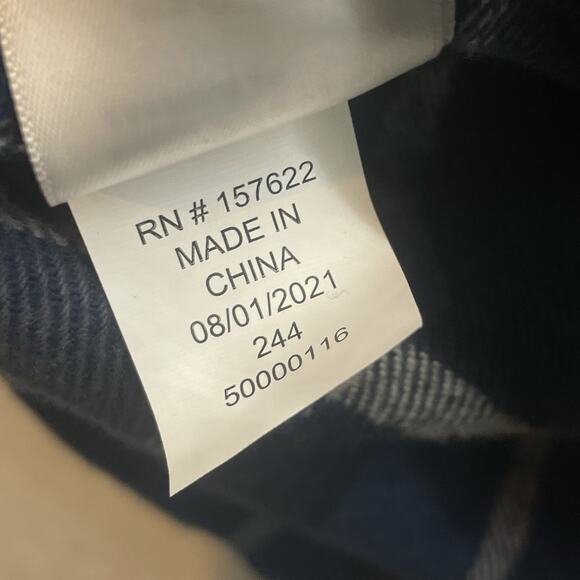 RN # 157622
MADE IN
CHINA
08/01/2021
244
50000116